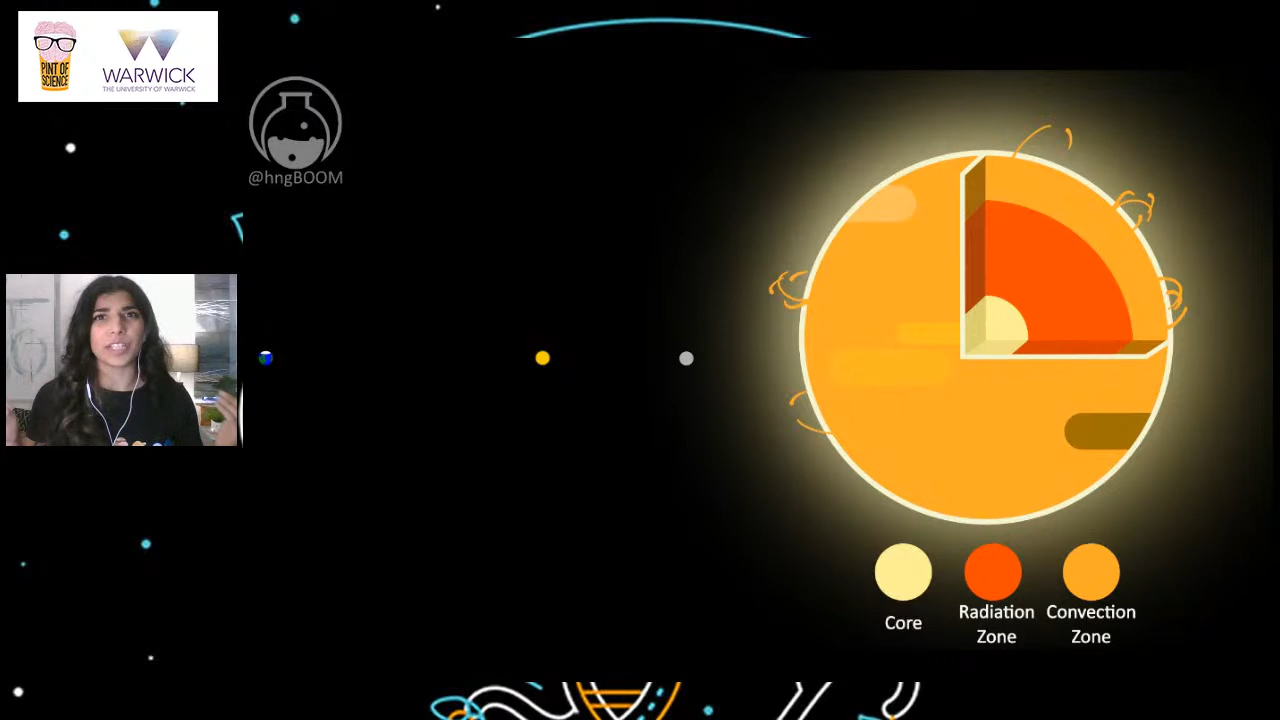 PINT OF
SCIENCE
WARWICK
THE UNIVERSITY OF WARWICK
@hngBOOM
Core
Radiation
Zone
Convection
Zone